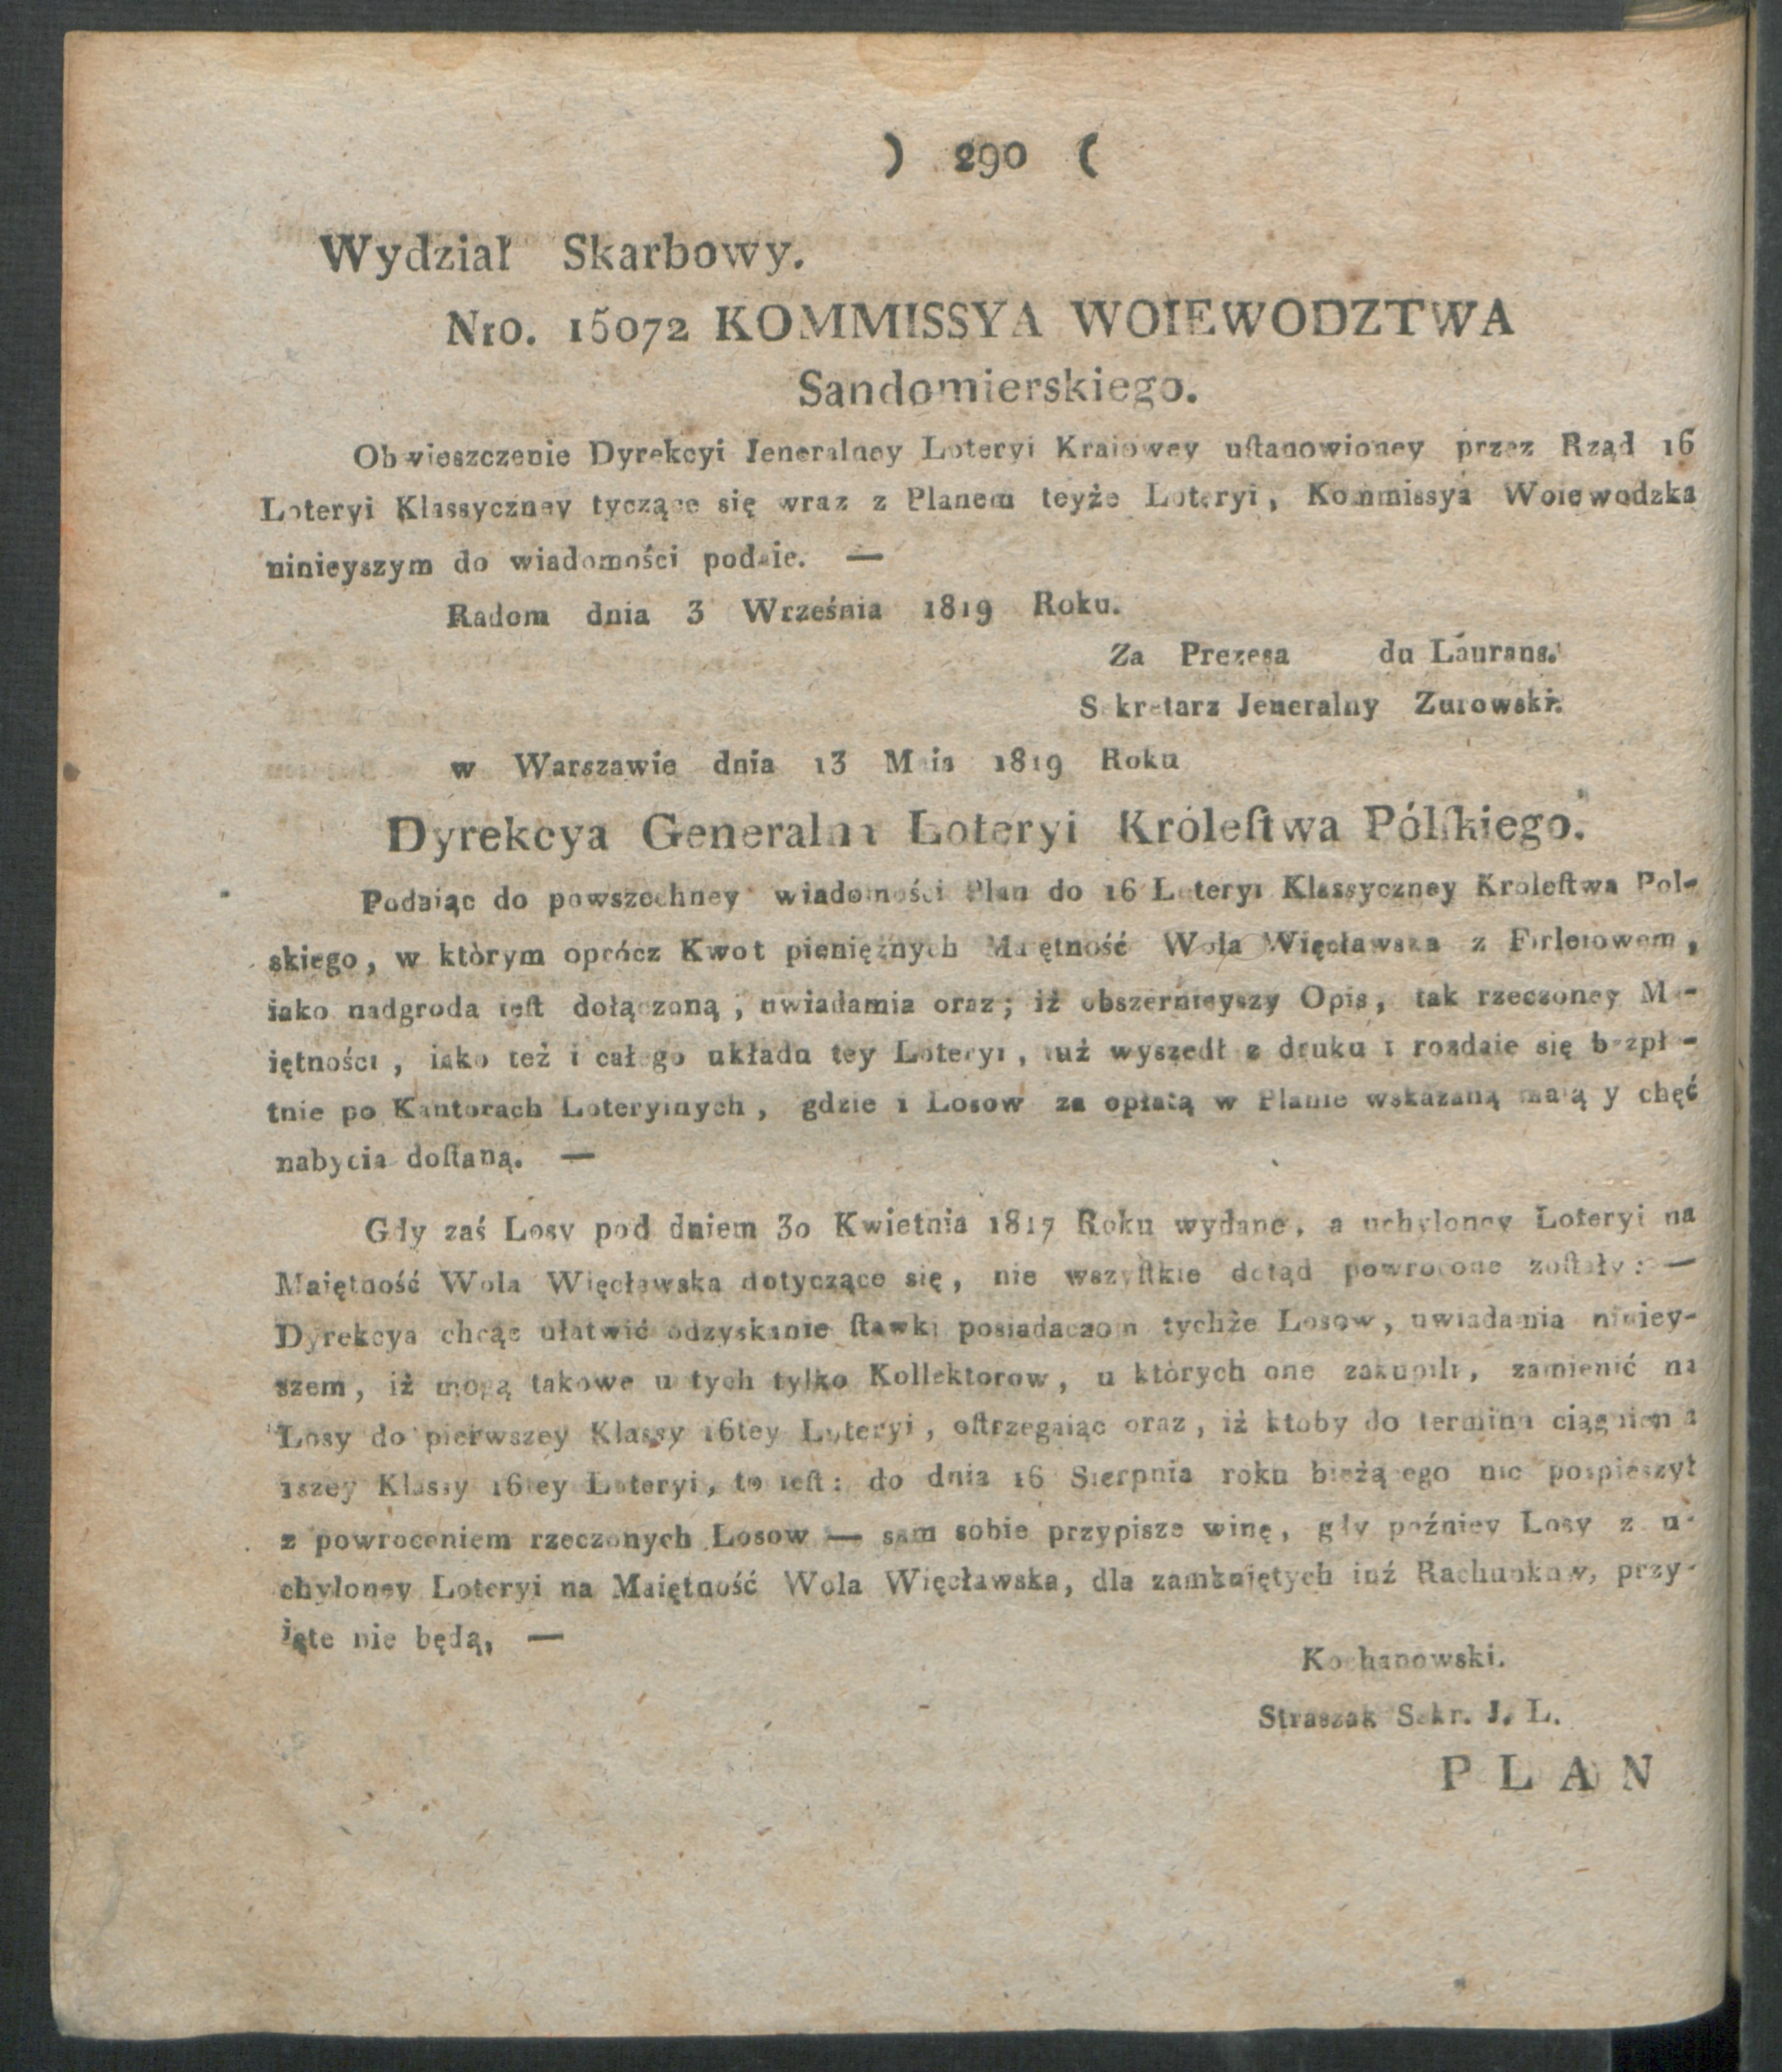 ) 290 (
Wydział Skarbowy.
Nro. 15072 KOMMISSYA WOIEWODZTWA
Sandomierskiego.
Obwieszczenie Dyrekcyi Ieneralney Loteryi Kraiowey uſtanowioney przez Rząd 16
Loteryi Klassyczney tyczące się wraz z Planem teyże Loteryi, Kommissya Woiewodzka
ninieyszym do wiadomości podaie. —
Radom dnia 3 Września 1819 Roku.
Za Prezesa du Laurans.
Sekretarz Jeneralny Zurowski.
w Warszawie dnia 13 Maia 1819 Roku
Dyrekcya Generalna Loteryi Króleſtwa Pólſkiego.
Podaiąc do powszechney wiadomości Plan do 16 Loteryi Klassyczney Kroleſtwa Pol-
skiego, w którym oprócz Kwot pieniężnych Maiętność Wola Więcławska z Firleiowem,
iako nadgroda ieſt dołączoną, uwiadamia oraz; iż obszernieyszy Opis, tak rzeczoney Ma-
iętności, iako też i całego układu tey Loteryi, iuż wyszedł z druku i rozdaie się bezpła-
tnie po Kantorach Loteryinych, gdzie i Losow za opłatą w Planie wskazaną maią y chęć
nabycia doſtaną. —
Gdy zaś Losy pod dniem 30 Kwietnia 1817 Roku wydane, a uchyloney Loteryi na
Maiętność Wola Więcławska dotyczące się, nie wszyſtkie dotąd powrocone zoſtały: —
Dyrekcya chcąc ułatwić odzyskanie ſtawki posiadaczom tychże Losow, uwiadamia niniey-
szem, iż mogą takowe u tych tylko Kollektorow, u których one zakupili, zamienić na
Losy do pierwszey Klassy 16tey Loteryi, oſtrzegaiąc oraz, iż ktoby do termina ciągnienia
1szey Klassy 16tey Loteryi, to ieſt: do dnia 16 Sierpnia roku bieżącego nie pospieszył
z powroceniem rzeczonych Losow — sam sobie przypisze winę, gdy poźniey Losy z u-
chyloney Loteryi na Maiętność Wola Więcławska, dla zamkniętych iuż Rachunkow, przy-
ięte nie będą, —
Kochanowski.
Straszak Sekr. J. L.
PLAN